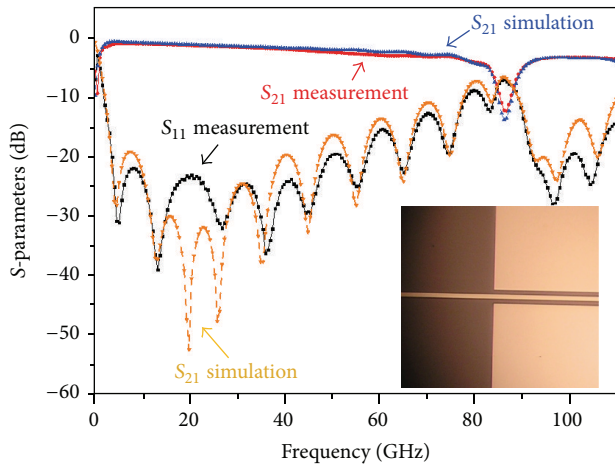 S21 simulation
S21 measurement
S11 measurement
S21 simulation
S-parameters (dB)
0
−10
−20
−30
−40
−50
−60
0
20
40
60
80
100
Frequency (GHz)